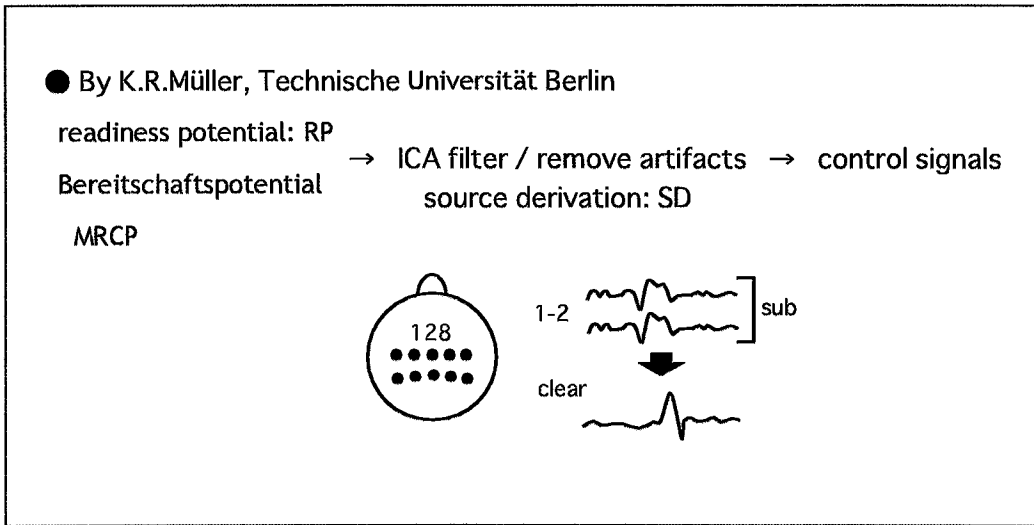 ● By K.R.Müller, Technische Universität Berlin
readiness potential: RP
Bereitschaftspotential
MRCP
→ ICA filter / remove artifacts → control signals
source derivation: SD
128
1-2
sub
clear